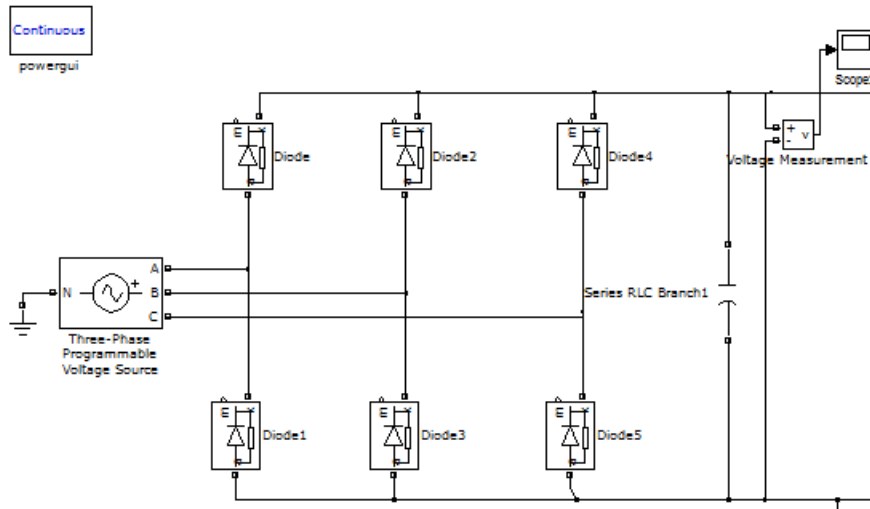 Continuous
powergui
Scope
m
Diode
m
Diode2
m
Diode4
+
-
v
Voltage Measurement
N
+
A
B
C
Three-Phase
Programmable
Voltage Source
Series RLC Branch1
m
Diode1
m
Diode3
m
Diode5